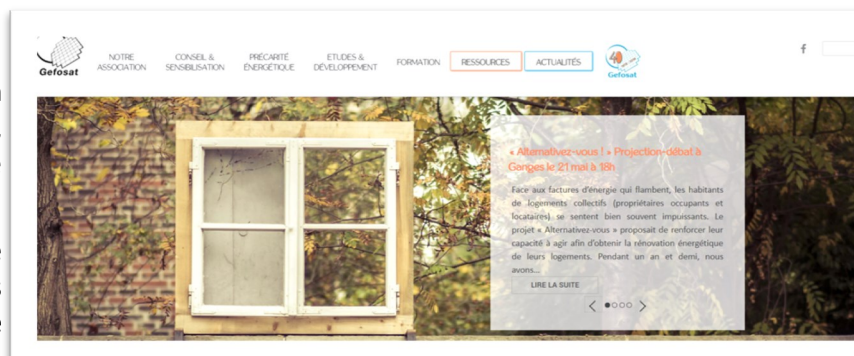 Gefosat
NOTRE
ASSOCIATION
CONSEIL &
SENSIBILISATION
PRÉCARITÉ
ÉNERGÉTIQUE
ETUDES &
DÉVELOPPEMENT
FORMATION
RESSOURCES
ACTUALITÉS
Gefosat
« Alternativez-vous ! » Projection-débat à
Ganges le 21 mai à 18h
Face aux factures d'énergie qui flambent, les habitants
de logements collectifs (propriétaires occupants et
locataires) se sentent bien souvent impuissants. Le
projet « Alternativez-vous » proposait de renforcer leur
capacité à agir afin d'obtenir la rénovation énergétique
de leurs logements. Pendant un an et demi, nous
avons...
LIRE LA SUITE